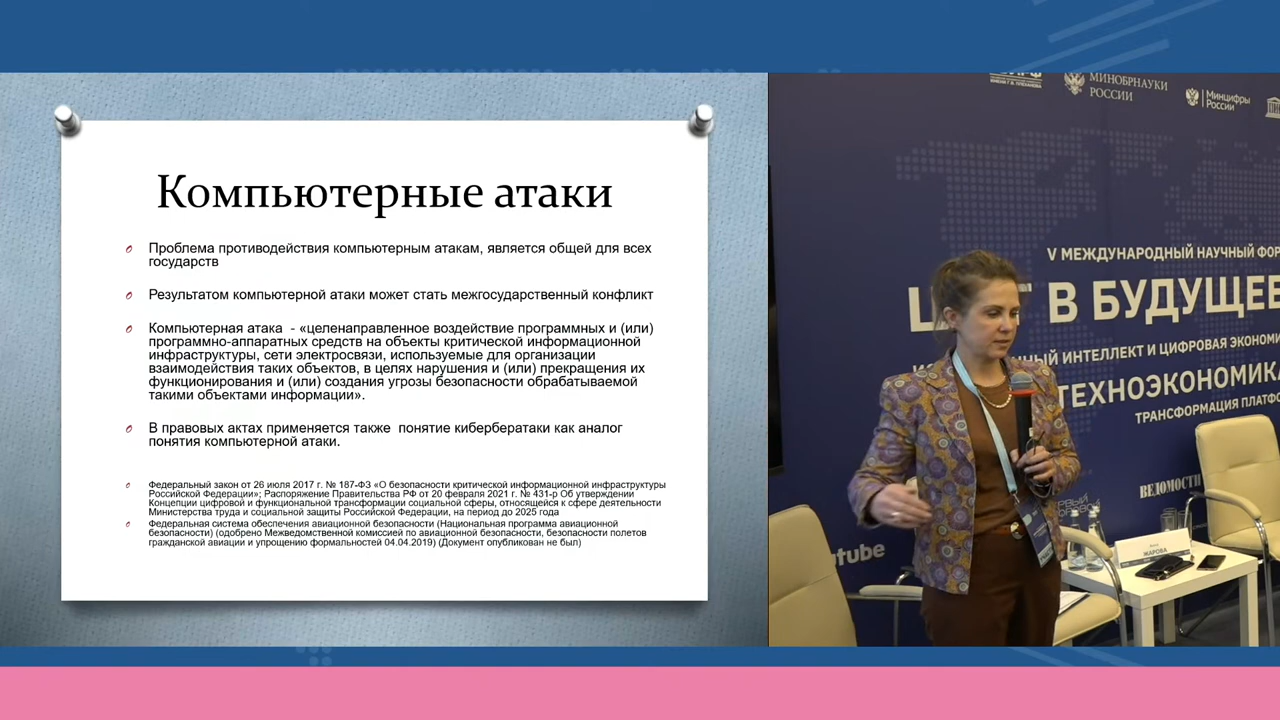 Компьютерные атаки
Проблема противодействия компьютерным атакам, является общей для всех
государств
Результатом компьютерной атаки может стать межгосударственный конфликт
Компьютерная атака - «целенаправленное воздействие программных и (или)
программно-аппаратных средств на объекты критической информационной
инфраструктуры, сети электросвязи, используемые для организации
взаимодействия таких объектов, в целях нарушения и (или) прекращения их
функционирования и (или) создания угрозы безопасности обрабатываемой
такими объектами информации».
В правовых актах применяется также понятие кибербератаки как аналог
понятия компьютерной атаки.
Федеральный закон от 26 июля 2017 г. № 187-ФЗ «О безопасности критической информационной инфраструктуры
Российской Федерации»; Распоряжение Правительства РФ от 20 февраля 2021 г. № 431-р Об утверждении
Концепции цифровой и функциональной трансформации социальной сферы, относящейся к сфере деятельности
Министерства труда и социальной защиты Российской Федерации, на период до 2025 года
Федеральная система обеспечения авиационной безопасности (Национальная программа авиационной
безопасности) (одобрено Межведомственной комиссией по авиационной безопасности, безопасности полетов
гражданской авиации и упрощению формальностей 04.04.2019) (Документ опубликован не был)
МИНОБРНАУКИ
РОССИИ
Минцифры
России
V МЕЖДУНАРОДНЫЙ НАУЧНЫЙ ФОР
В БУДУЩЕЕ
НЫЙ ИНТЕЛЛЕКТ И ЦИФРОВАЯ ЭКОНОМИ
ТЕХНОЭКОНОМИКА
ТРАНСФОРМАЦИЯ ПЛАТФО
ВЕДОМОСТИ
ЖАРОВА
utube